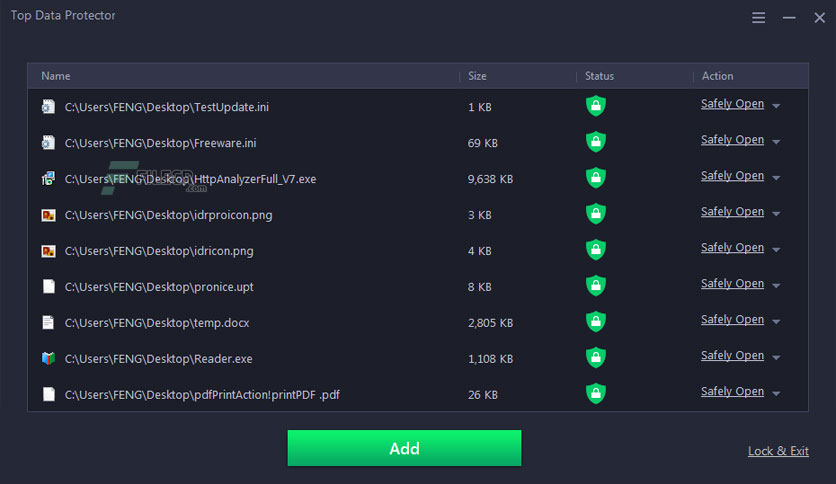 Top Data Protector
Name Size Status Action
C:\Users\FENG\Desktop\TestUpdate.ini 1 KB Safely Open
C:\Users\FENG\Desktop\Freeware.ini 69 KB Safely Open
C:\Users\FENG\Desktop\HttpAnalyzerFull_V7.exe 9,638 KB Safely Open
FILECR
.com
C:\Users\FENG\Desktop\idrproicon.png 3 KB Safely Open
C:\Users\FENG\Desktop\idricon.png 4 KB Safely Open
C:\Users\FENG\Desktop\pronice.upt 8 KB Safely Open
C:\Users\FENG\Desktop\temp.docx 2,805 KB Safely Open
C:\Users\FENG\Desktop\Reader.exe 1,108 KB Safely Open
C:\Users\FENG\Desktop\pdfPrintAction!printPDF .pdf 26 KB Safely Open
Add
Lock & Exit